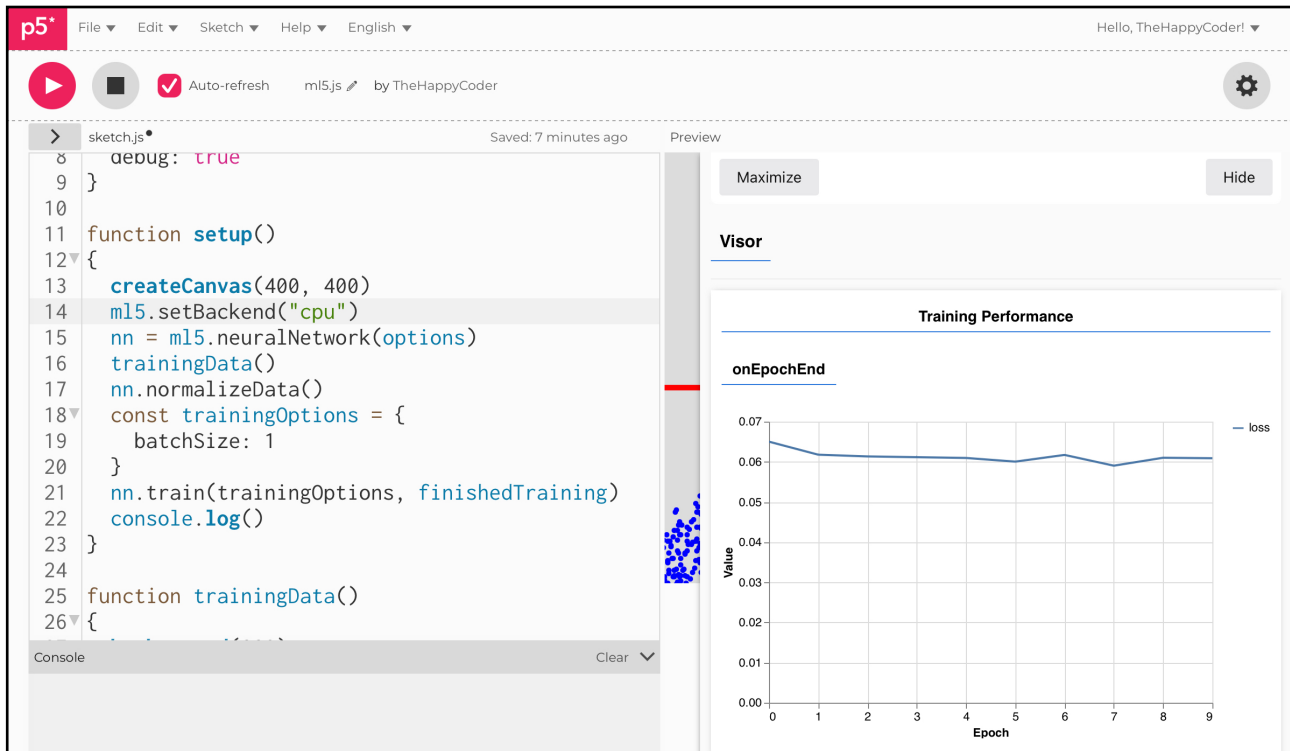 p5* File Edit Sketch Help English Hello, TheHappyCoder!
Auto-refresh ml5.js by TheHappyCoder
sketch.js Saved: 7 minutes ago Preview
8 debug: true
9 }
10
11 function setup()
12 {
13 createCanvas(400, 400)
14 ml5.setBackend("cpu")
15 nn = ml5.neuralNetwork(options)
16 trainingData()
17 nn.normalizeData()
18 const trainingOptions = {
19 batchSize: 1
20 }
21 nn.train(trainingOptions, finishedTraining)
22 console.log()
23 }
24
25 function trainingData()
26 {
Console Clear
Maximize Hide
Visor
Training Performance
onEpochEnd
0.07
0.06
0.05
0.04
0.03
0.02
0.01
0.00
Value
0 1 2 3 4 5 6 7 8 9
Epoch
loss